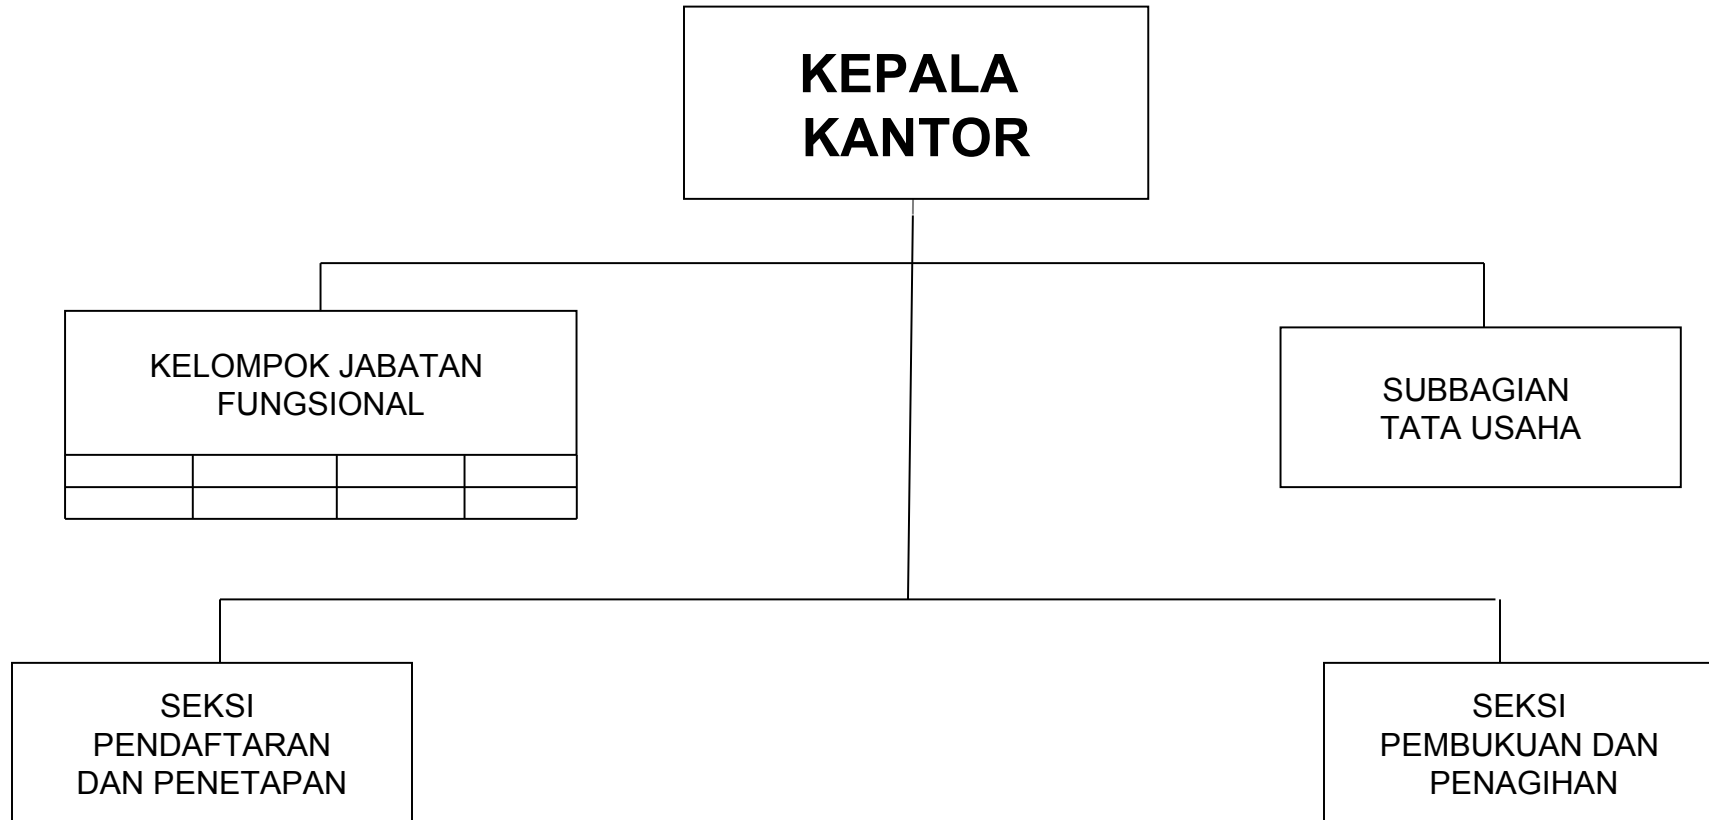 KEPALA
KANTOR
KELOMPOK JABATAN
FUNGSIONAL
SUBBAGIAN
TATA USAHA
SEKSI
PENDAFTARAN
DAN PENETAPAN
SEKSI
PEMBUKUAN DAN
PENAGIHAN